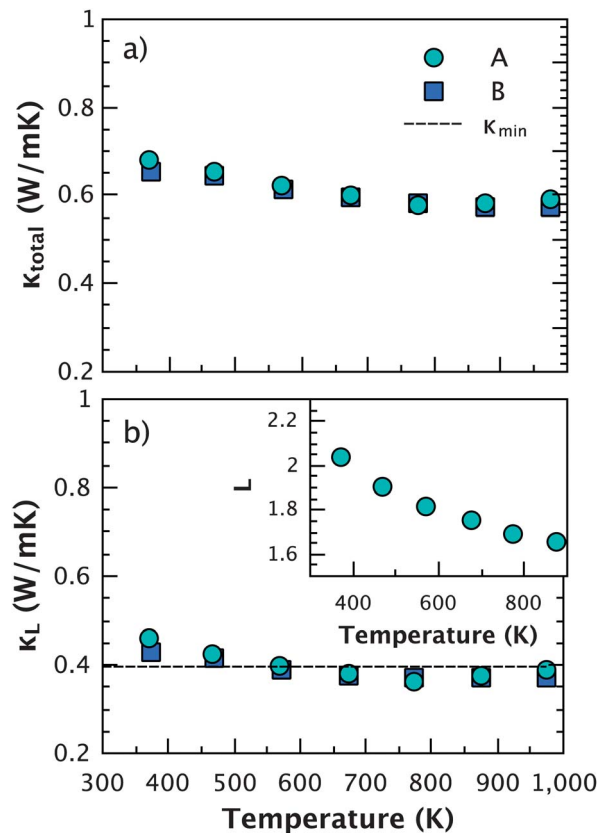 a)
A
B
κmin
κtotal (W/mK)
1
0.8
0.6
0.4
0.2
b)
κL (W/mK)
1
0.8
0.6
0.4
0.2
L
2.2
2
1.8
1.6
400 600 800
Temperature (K)
300 400 500 600 700 800 900 1,000
Temperature (K)